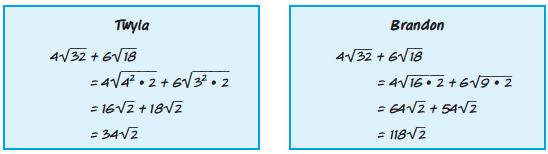 Twyla
4√32 + 6√18
= 4√4² • 2 + 6√3² • 2
= 16√2 + 18√2
= 34√2
Brandon
4√32 + 6√18
= 4√16 • 2 + 6√9 • 2
= 64√2 + 54√2
= 118√2